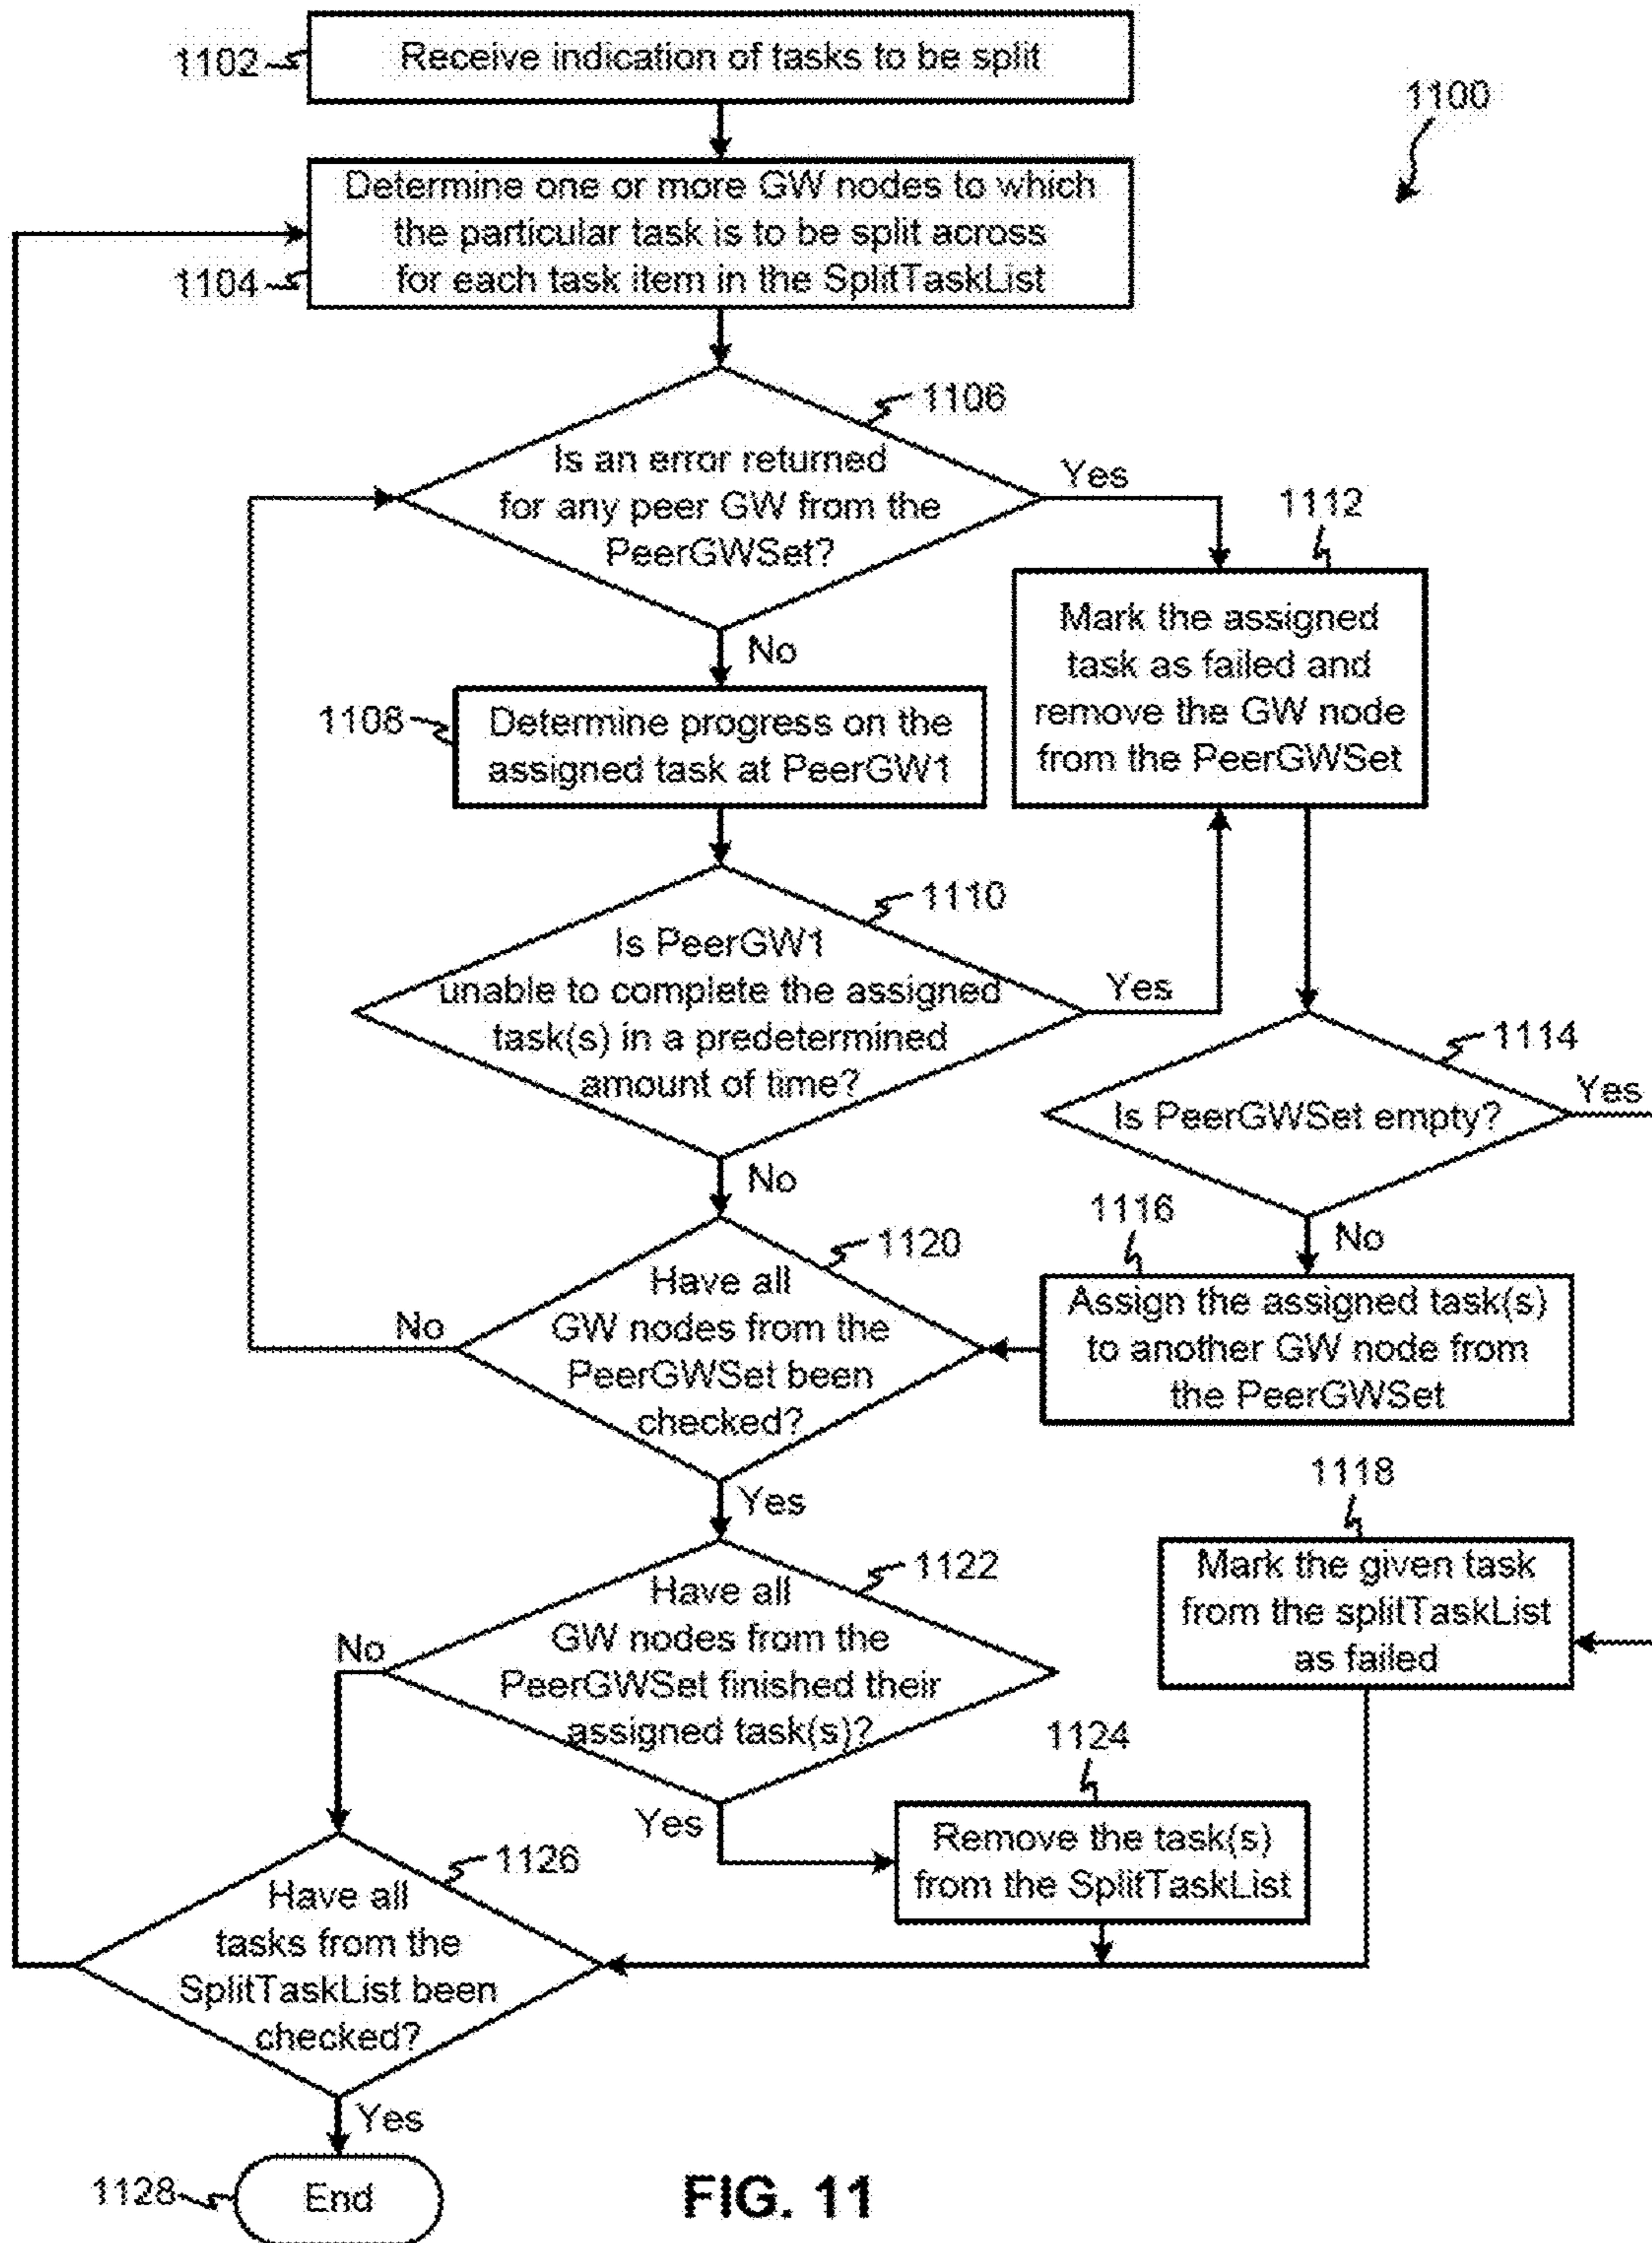 1102
Receive indication of tasks to be split
1100
Determine one or more GW nodes to which
the particular task is to be split across
for each task item in the SplitTaskList
1104
1106
Is an error returned
for any peer GW from the
PeerGWSet?
Yes
No
1112
Mark the assigned
task as failed and
remove the GW node
from the PeerGWSet
1108
Determine progress on the
assigned task at PeerGW1
1110
Is PeerGW1
unable to complete the assigned
task(s) in a predetermined
amount of time?
Yes
No
1114
Is PeerGWSet empty?
Yes
No
1116
Assign the assigned task(s)
to another GW node from
the PeerGWSet
1120
Have all
GW nodes from the
PeerGWSet been
checked?
No
Yes
1118
Mark the given task
from the splitTaskList
as failed
1122
Have all
GW nodes from the
PeerGWSet finished their
assigned task(s)?
No
Yes
1124
Remove the task(s)
from the SplitTaskList
1126
Have all
tasks from the
SplitTaskList been
checked?
Yes
1128
End
FIG. 11